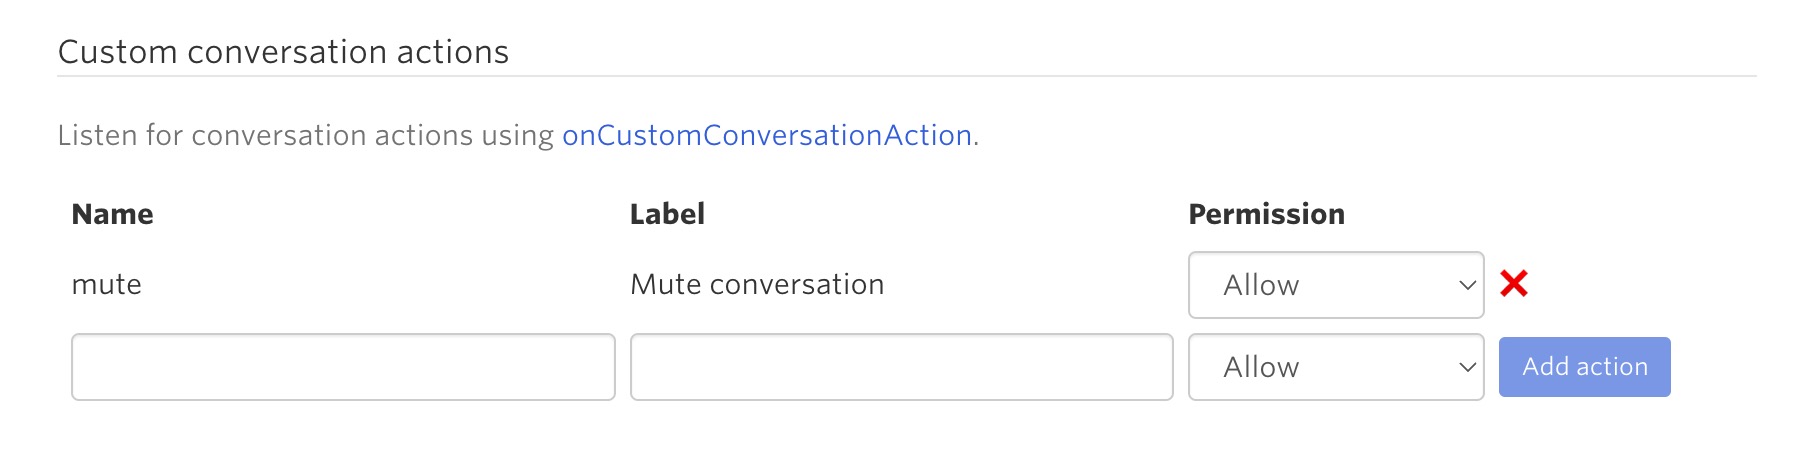 Custom conversation actions
Listen for conversation actions using onCustomConversationAction.
Name Label Permission
mute Mute conversation Allow
Allow Add action